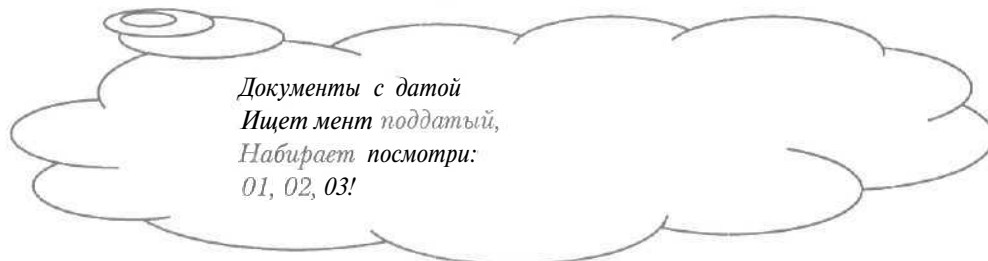 Документы с датой
Ищет мент поддатый,
Набирает посмотри:
01, 02, 03!